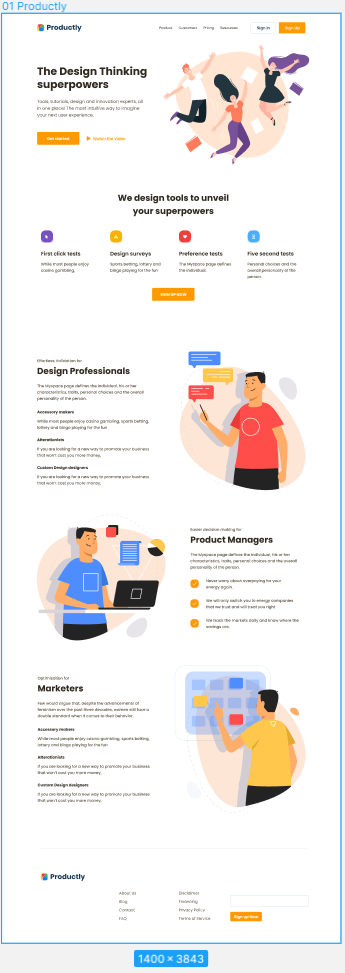 01 Productly
Productly
Product Customers Pricing Resources Sign In Sign Up
The Design Thinking
superpowers
Tools, tutorials, design and innovation experts, all
in one place! The most intuitive way to imagine
your next user experience.
Get started
Watch the Video
We design tools to unveil
your superpowers
First click tests
While most people enjoy
casino gambling,
Design surveys
Sports betting, lottery and
bingo playing for the fun
Preference tests
The Myspace page defines
the individual.
Five second tests
Personal choices and the
overall personality of the
person.
SIGN UP NOW
Effortless Validation for
Design Professionals
The Myspace page defines the individual, his or her
characteristics, traits, personal choices and the overall
personality of the person.
Accessory makers
While most people enjoy casino gambling, sports betting,
lottery and bingo playing for the fun
Alterationists
If you are looking for a new way to promote your business
that won't cost you more money,
Custom Design designers
If you are looking for a new way to promote your business
that won't cost you more money.
Easier decision making for
Product Managers
The Myspace page defines the individual, his or her
characteristics, traits, personal choices and the overall
personality of the person.
Never worry about overpaying for your
energy again.
We will only switch you to energy companies
that we trust and will treat you right
We track the markets daily and know where the
savings are.
Optimisation for
Marketers
Few would argue that, despite the advancements of
feminism over the past three decades, women still face a
double standard when it comes to their behavior.
Accessory makers
While most people enjoy casino gambling, sports betting,
lottery and bingo playing for the fun
Alterationists
If you are looking for a new way to promote your business
that won't cost you more money,
Custom Design designers
If you are looking for a new way to promote your business
that won't cost you more money.
Productly
About Us
Blog
Contact
FAQ
Disclaimer
Financing
Privacy Policy
Terms of Service
Sign up Now
1400 × 3843